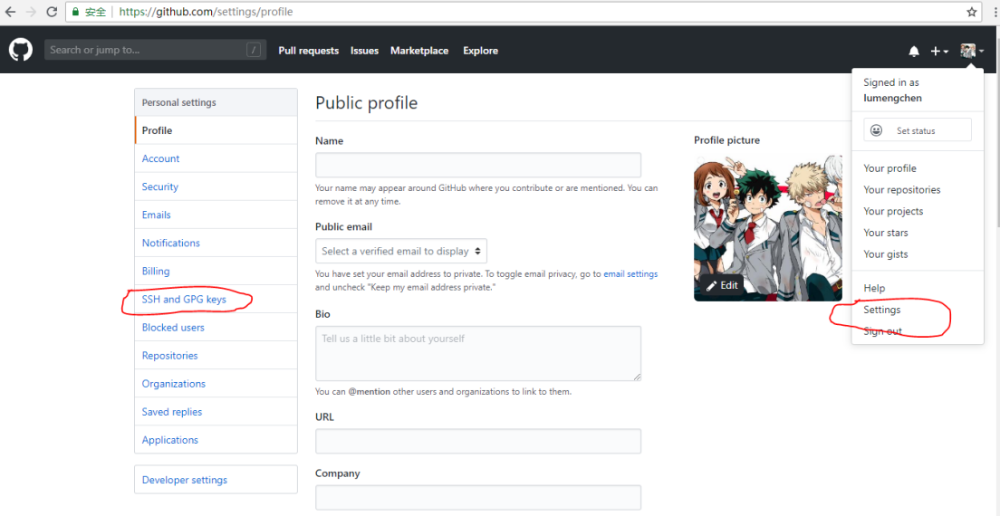 安全 | https://github.com/settings/profile
Search or jump to... /
Pull requests Issues Marketplace Explore
Signed in as
lumengchen
Set status
Your profile
Your repositories
Your projects
Your stars
Your gists
Help
Settings
Sign out
Personal settings
Profile
Account
Security
Emails
Notifications
Billing
SSH and GPG keys
Blocked users
Repositories
Organizations
Saved replies
Applications
Developer settings
Public profile
Name
Your name may appear around GitHub where you contribute or are mentioned. You can
remove it at any time.
Public email
Select a verified email to display
You have set your email address to private. To toggle email privacy, go to email settings
and uncheck "Keep my email address private."
Bio
Tell us a little bit about yourself
You can @mention other users and organizations to link to them.
URL
Company
Profile picture
Edit